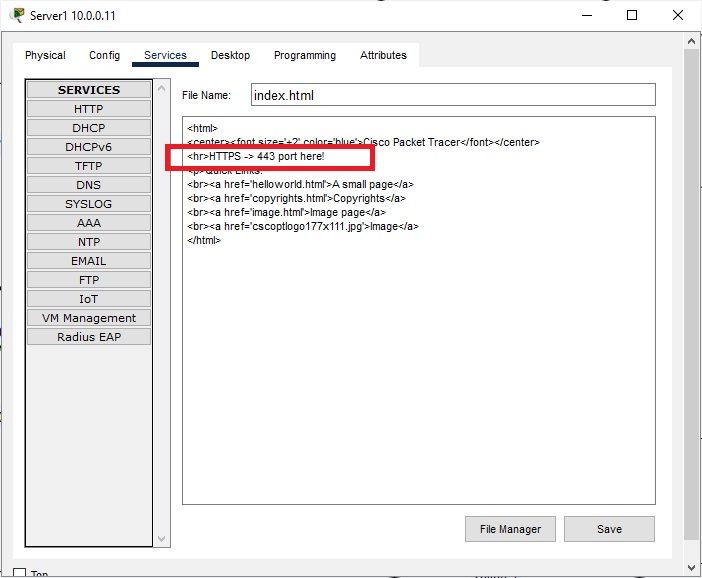 Server1 10.0.0.11
Physical Config Services Desktop Programming Attributes
SERVICES
HTTP
DHCP
DHCPv6
TFTP
DNS
SYSLOG
AAA
NTP
EMAIL
FTP
IoT
VM Management
Radius EAP
File Name: index.html
<html>
<center><font size='+2' color='blue'>Cisco Packet Tracer</font></center>
<hr>HTTPS -> 443 port here!
<p>Quick Links:
<br><a href='helloworld.html'>A small page</a>
<br><a href='copyrights.html'>Copyrights</a>
<br><a href='image.html'>Image page</a>
<br><a href='cscoptlogo177x111.jpg'>Image</a>
</html>
File Manager Save
Top